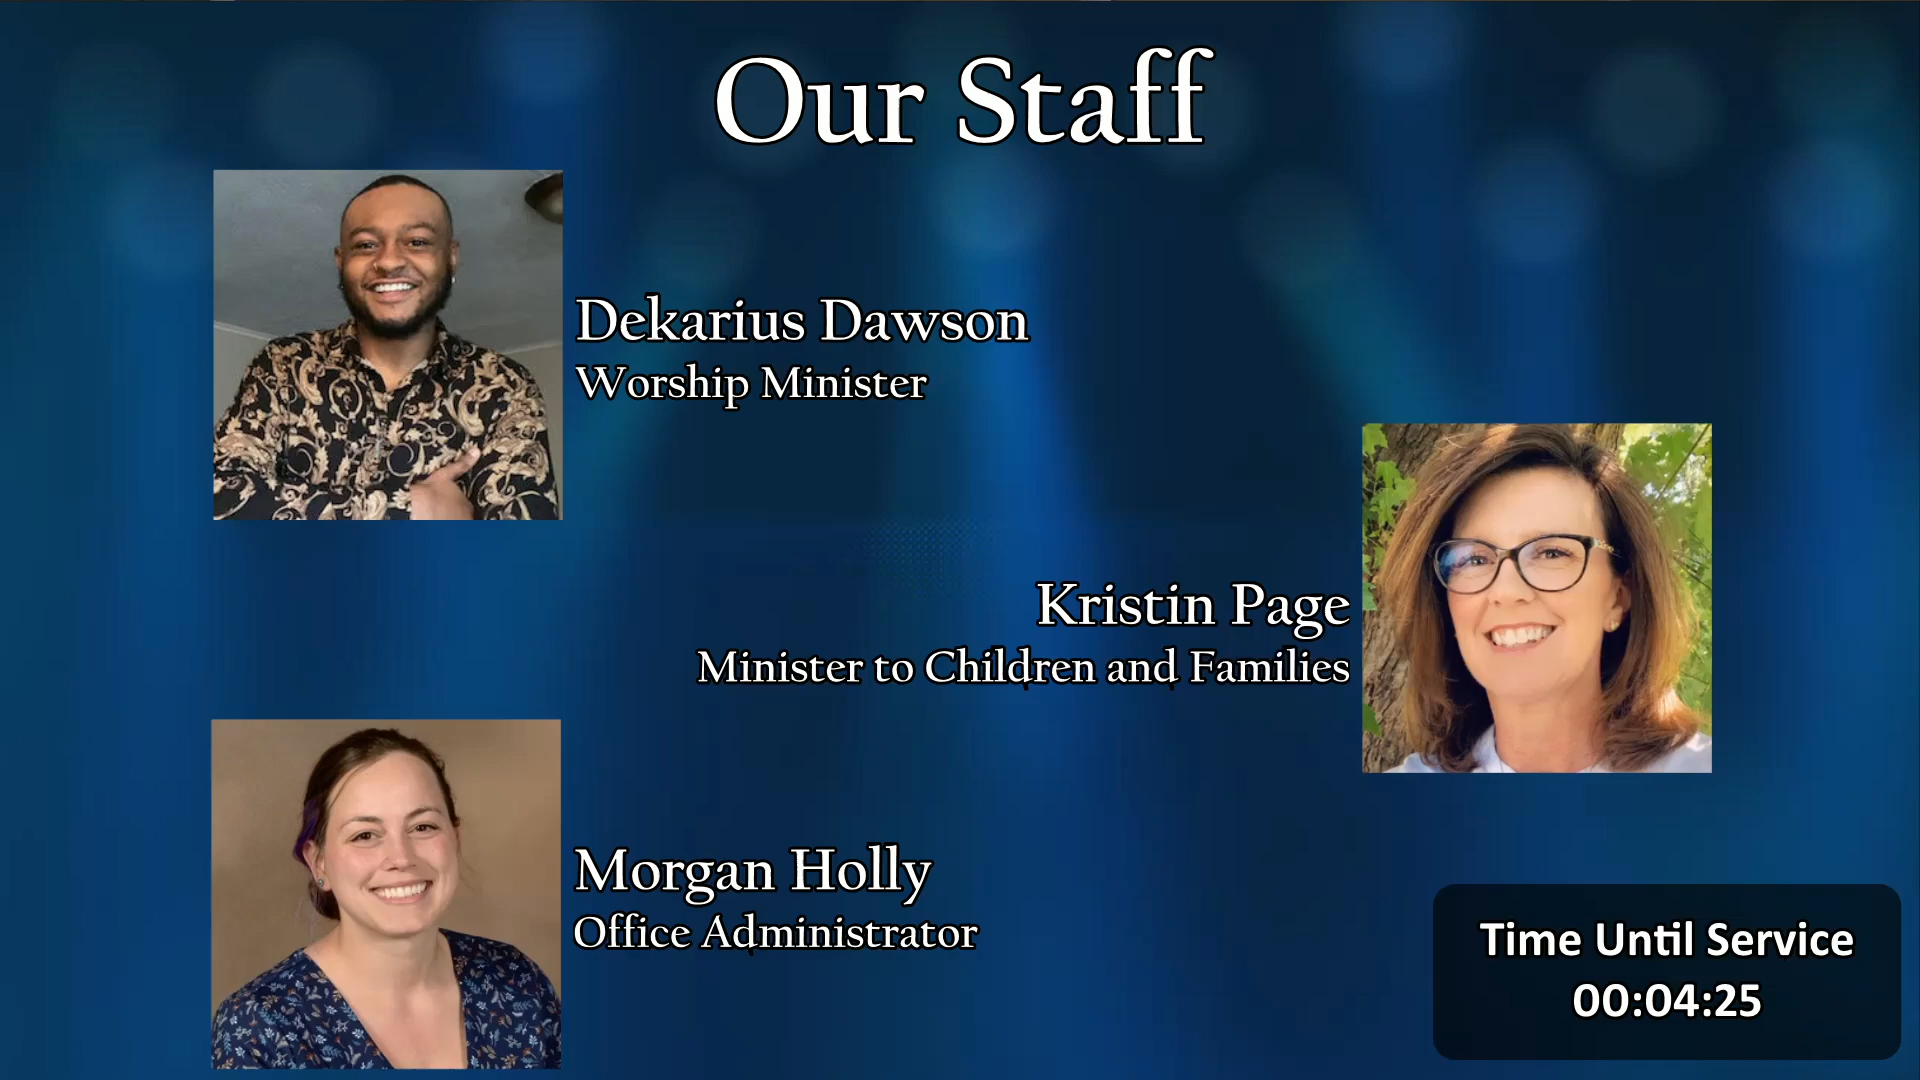 Our Staff
Dekarius Dawson
Worship Minister
Kristin Page
Minister to Children and Families
Morgan Holly
Office Administrator
Time Until Service
00:04:25